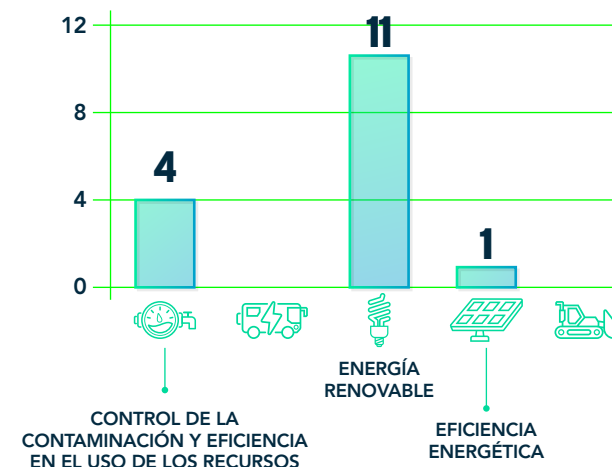 12
11
8
4
4
1
0
ENERGÍA
RENOVABLE
CONTROL DE LA
CONTAMINACIÓN Y EFICIENCIA
EN EL USO DE LOS RECURSOS
EFICIENCIA
ENERGÉTICA